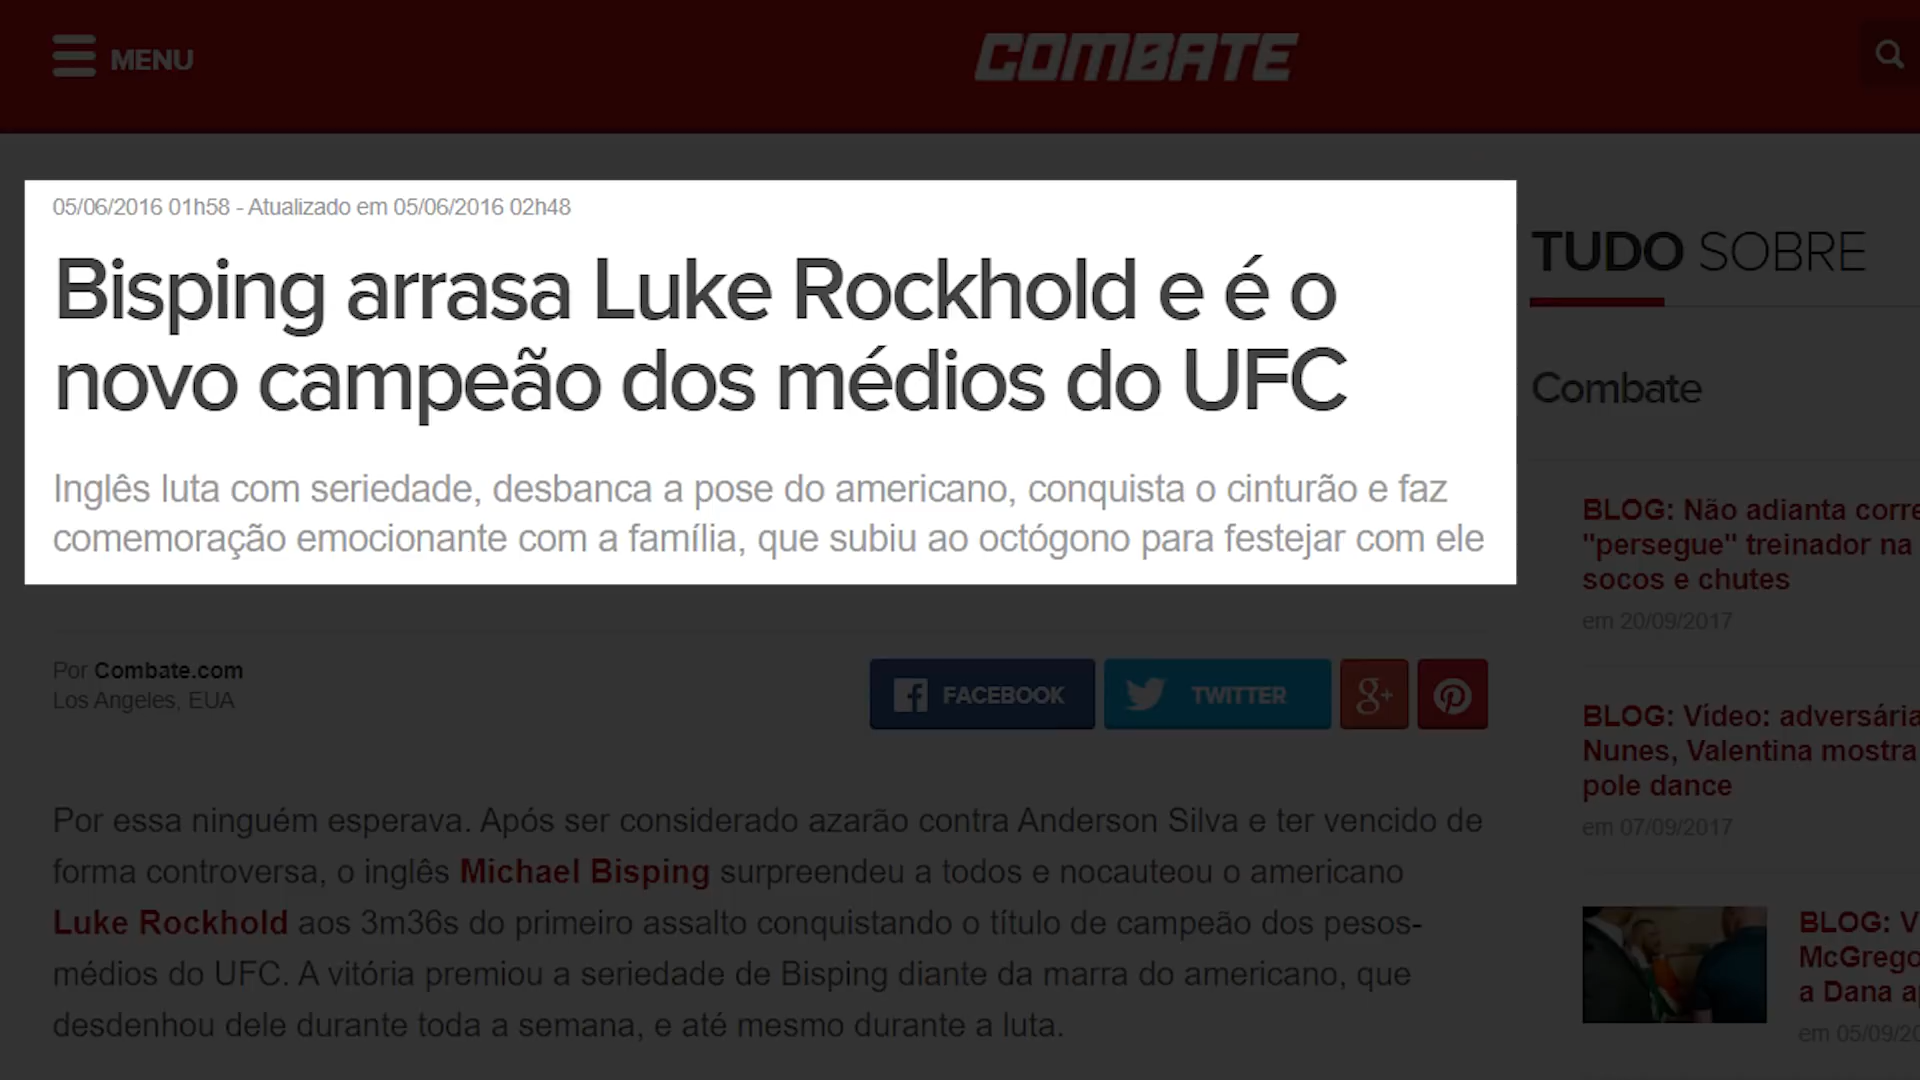 MENU
COMBATE
05/06/2016 01h58 - Atualizado em 05/06/2016 02h48
Bisping arrasa Luke Rockhold e é o
novo campeão dos médios do UFC
Inglês luta com seriedade, desbanca a pose do americano, conquista o cinturão e faz
comemoração emocionante com a família, que subiu ao octógono para festejar com ele
Por Combate.com
Los Angeles, EUA
FACEBOOK
TWITTER
g+
Por essa ninguém esperava. Após ser considerado azarão contra Anderson Silva e ter vencido de
forma controversa, o inglês Michael Bisping surpreendeu a todos e nocauteou o americano
Luke Rockhold aos 3m36s do primeiro assalto conquistando o título de campeão dos pesos-
médios do UFC. A vitória premiou a seriedade de Bisping diante da marra do americano, que
desdenhou dele durante toda a semana, e até mesmo durante a luta.
TUDO SOBRE
Combate
BLOG: Não adianta corre
"persegue" treinador na
socos e chutes
em 20/09/2017
BLOG: Vídeo: adversária
Nunes, Valentina mostra
pole dance
em 07/09/2017
BLOG: V
McGrego
a Dana a
em 05/09/20